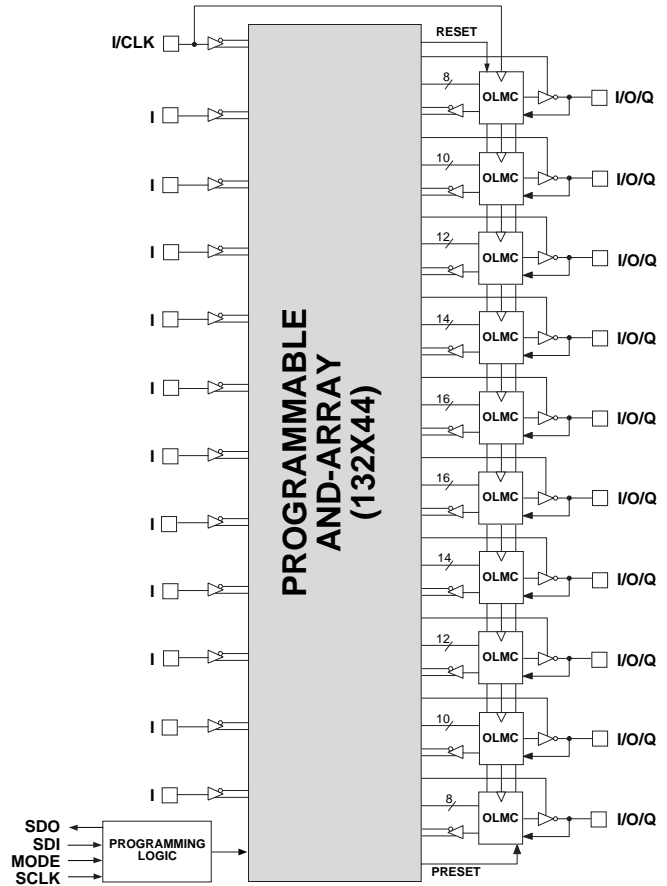 RESET
I/CLK
8
OLMC
I/O/Q
I
10
OLMC
I/O/Q
I
12
OLMC
I/O/Q
I
14
OLMC
I/O/Q
I
16
OLMC
I/O/Q
I
PROGRAMMABLE
AND-ARRAY
(132X44)
16
OLMC
I/O/Q
I
14
OLMC
I/O/Q
I
12
OLMC
I/O/Q
I
10
OLMC
I/O/Q
I
8
OLMC
I/O/Q
I
I
PRESET
SDO
SDI
MODE
SCLK
PROGRAMMING
LOGIC